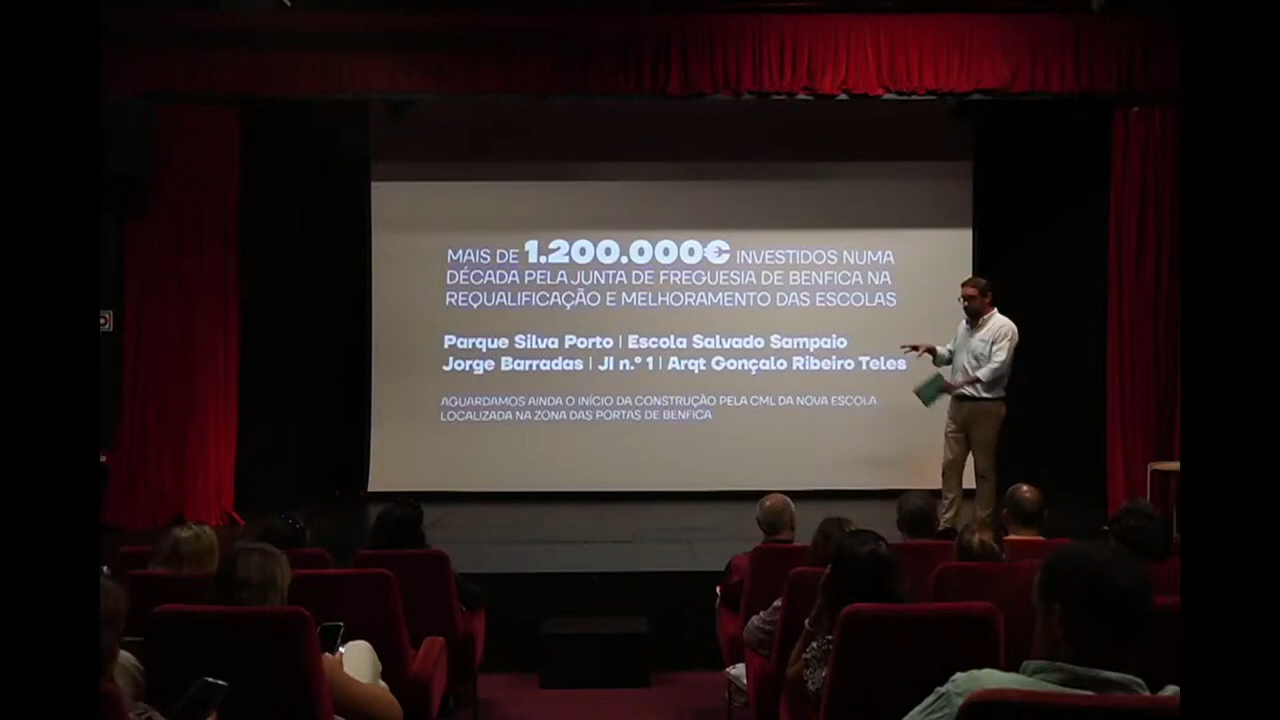 MAIS DE 1.200.000€ INVESTIDOS NUMA
DÉCADA PELA JUNTA DE FREGUESIA DE BENFICA NA
REQUALIFICAÇÃO E MELHORAMENTO DAS ESCOLAS
Parque Silva Porto | Escola Salvado Sampaio
Jorge Barradas | JI n.º 1 | Arqt Gonçalo Ribeiro Teles
AGUARDAMOS AINDA O INÍCIO DA CONSTRUÇÃO PELA CML DA NOVA ESCOLA
LOCALIZADA NA ZONA DAS PORTAS DE BENFICA